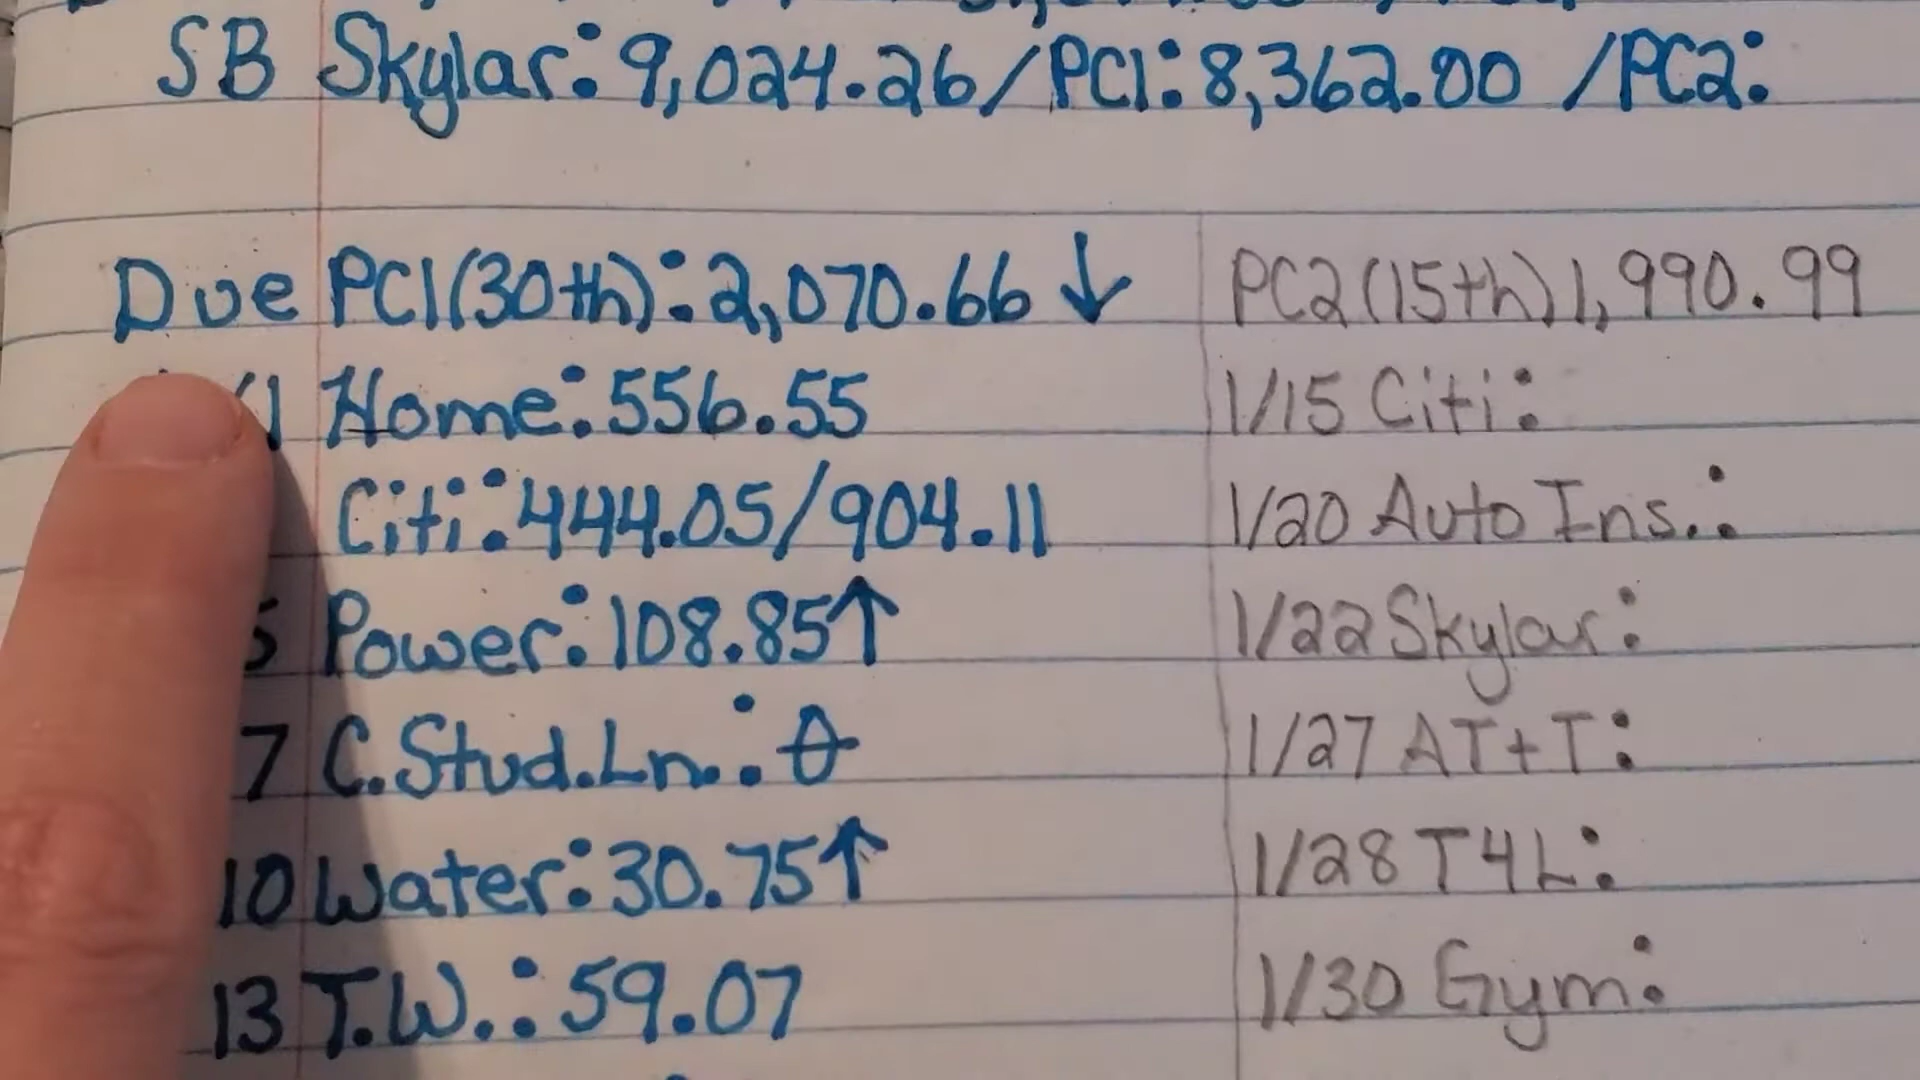 SB Skylar: 9,024.26/PC1: 8,362.00 /PC2:
Due PC1(30th): 2,070.66 ↓
1 Home: 556.55
Citi: 444.05/904.11
5 Power: 108.85↑
7 C.Stud.Ln.: θ
10 Water: 30.75↑
13 T.W.: 59.07
PC2(15th)1,990.99
1/15 Citi:
1/20 Auto Ins.:
1/22 Skylar:
1/27 AT+T:
1/28 T4L:
1/30 Gym: